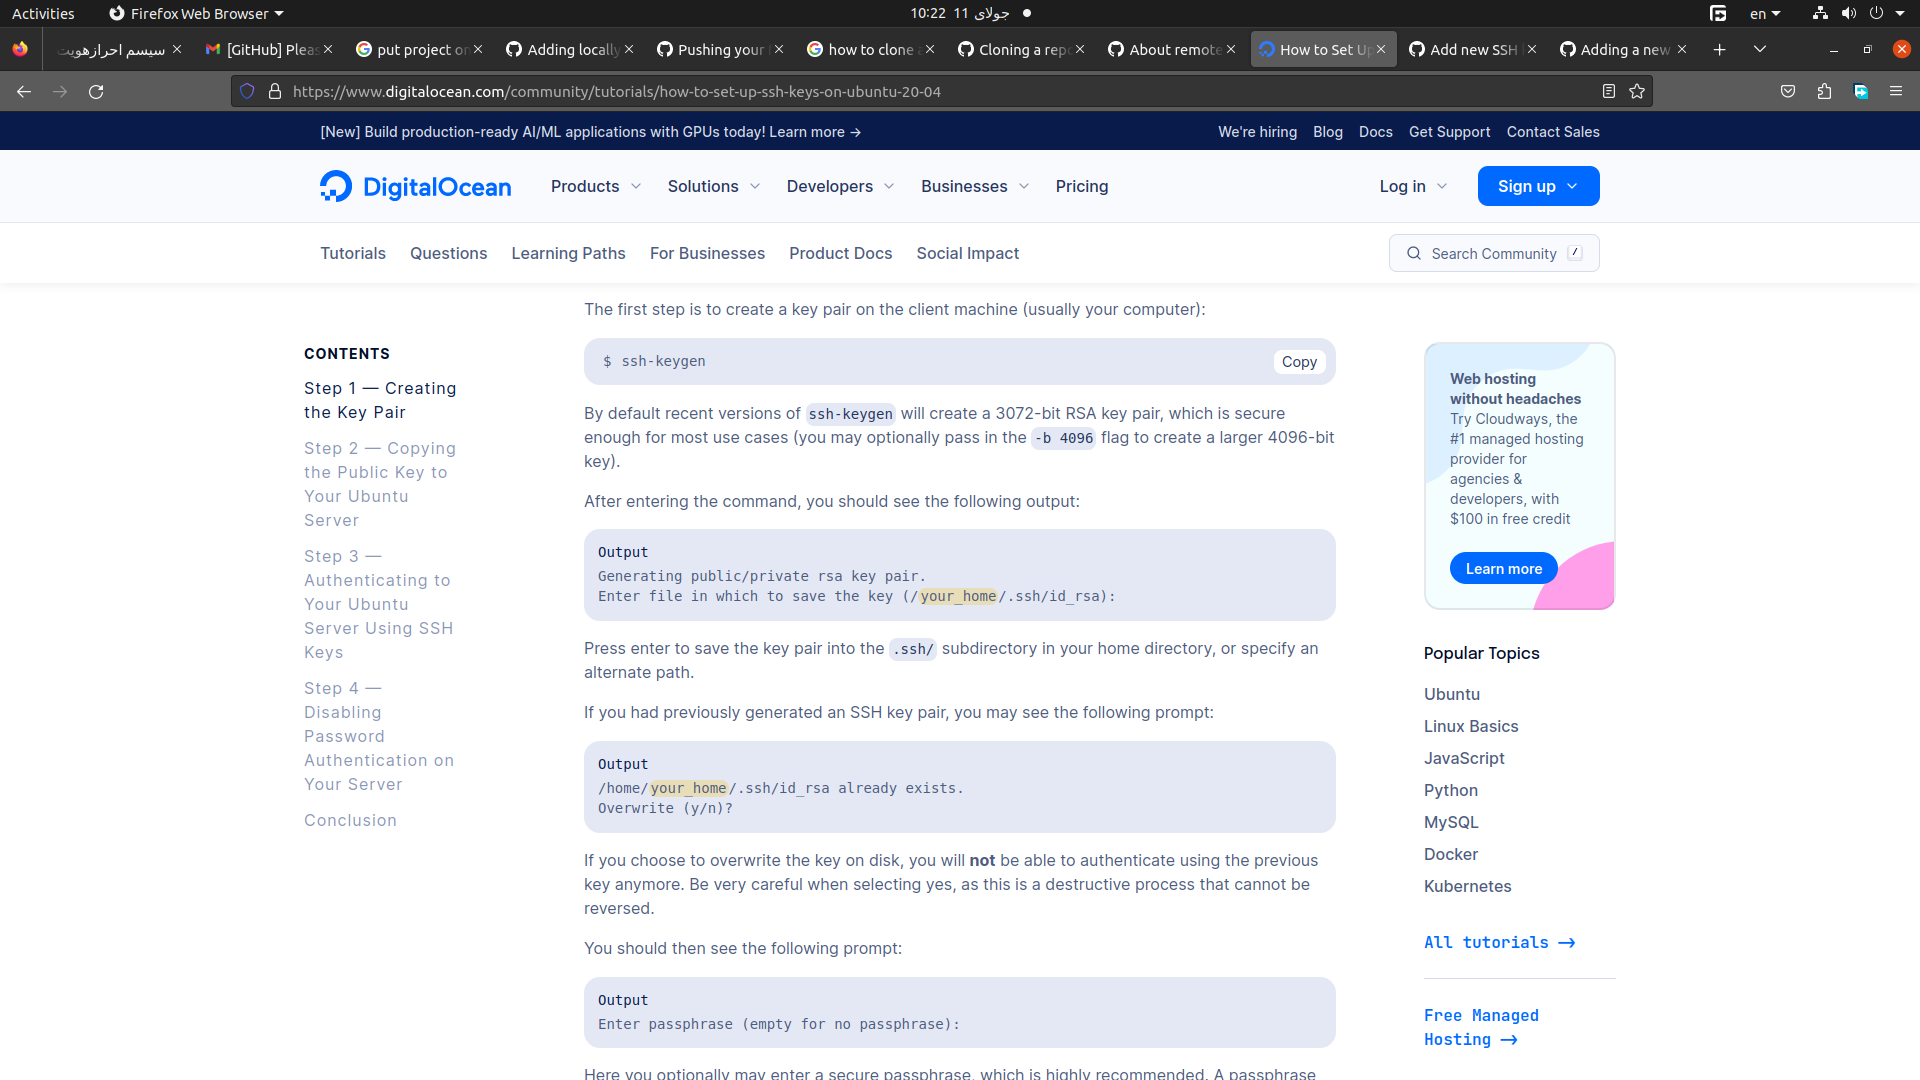 Activities
Firefox Web Browser
10:22 11 جولای
en
سیسم احرازهویت
[GitHub] Pleas
put project on
Adding locally
Pushing your
how to clone a
Cloning a repo
About remote
How to Set Up
Add new SSH
Adding a new
https://www.digitalocean.com/community/tutorials/how-to-set-up-ssh-keys-on-ubuntu-20-04
[New] Build production-ready AI/ML applications with GPUs today! Learn more →
We're hiring
Blog
Docs
Get Support
Contact Sales
DigitalOcean
Products
Solutions
Developers
Businesses
Pricing
Log in
Sign up
Tutorials
Questions
Learning Paths
For Businesses
Product Docs
Social Impact
Search Community /
CONTENTS
Step 1 — Creating
the Key Pair
Step 2 — Copying
the Public Key to
Your Ubuntu
Server
Step 3 —
Authenticating to
Your Ubuntu
Server Using SSH
Keys
Step 4 —
Disabling
Password
Authentication on
Your Server
Conclusion
The first step is to create a key pair on the client machine (usually your computer):
$ ssh-keygen
Copy
By default recent versions of ssh-keygen will create a 3072-bit RSA key pair, which is secure
enough for most use cases (you may optionally pass in the -b 4096 flag to create a larger 4096-bit
key).
After entering the command, you should see the following output:
Output
Generating public/private rsa key pair.
Enter file in which to save the key (/your_home/.ssh/id_rsa):
Press enter to save the key pair into the .ssh/ subdirectory in your home directory, or specify an
alternate path.
If you had previously generated an SSH key pair, you may see the following prompt:
Output
/home/your_home/.ssh/id_rsa already exists.
Overwrite (y/n)?
If you choose to overwrite the key on disk, you will not be able to authenticate using the previous
key anymore. Be very careful when selecting yes, as this is a destructive process that cannot be
reversed.
You should then see the following prompt:
Output
Enter passphrase (empty for no passphrase):
Here you optionally may enter a secure passphrase, which is highly recommended. A passphrase
Web hosting
without headaches
Try Cloudways, the
#1 managed hosting
provider for
agencies &
developers, with
$100 in free credit
Learn more
Popular Topics
Ubuntu
Linux Basics
JavaScript
Python
MySQL
Docker
Kubernetes
All tutorials →
Free Managed
Hosting →